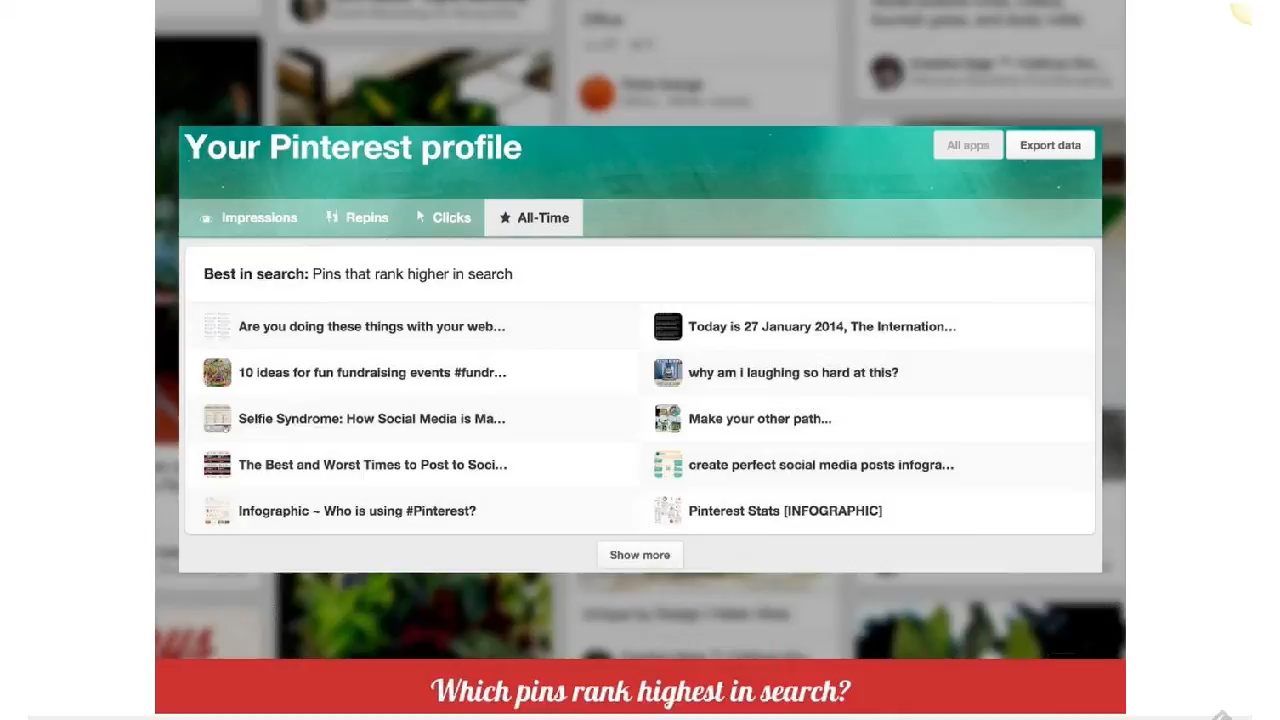 Office
Your Pinterest profile
All apps
Export data
Impressions
Repins
Clicks
All-Time
Best in search: Pins that rank higher in search
Are you doing these things with your web...
Today is 27 January 2014, The Internation...
10 ideas for fun fundraising events #fundr...
why am i laughing so hard at this?
Selfie Syndrome: How Social Media is Ma...
Make your other path...
The Best and Worst Times to Post to Soci...
create perfect social media posts infogra...
Infographic ~ Who is using #Pinterest?
Pinterest Stats [INFOGRAPHIC]
Show more
Which pins rank highest in search?